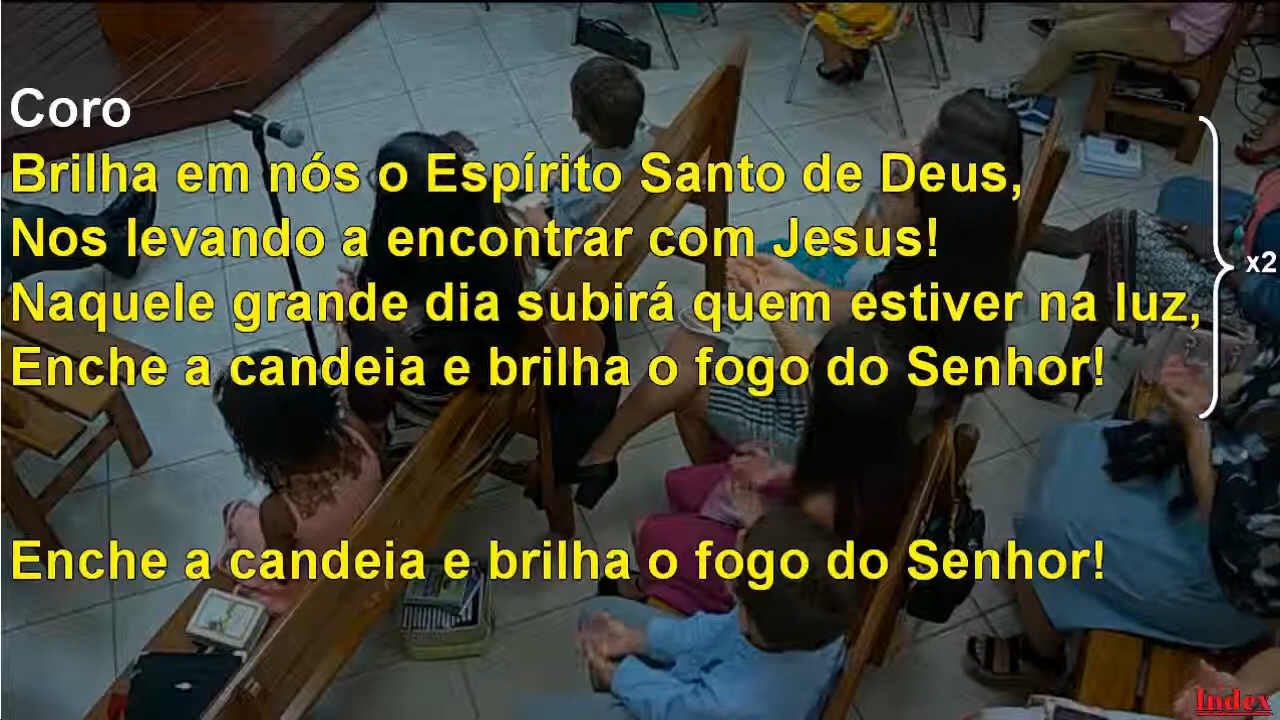 Coro
Brilha em nós o Espírito Santo de Deus,
Nos levando a encontrar com Jesus!
Naquele grande dia subirá quem estiver na luz,
Enche a candeia e brilha o fogo do Senhor!
x2
Enche a candeia e brilha o fogo do Senhor!
Index